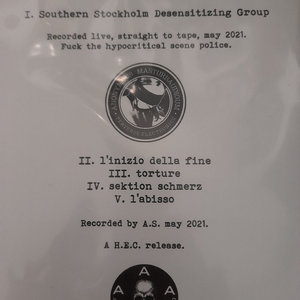 I. Southern Stockholm Desensitizing Group
Recorded live, straight to tape, may 2021.
Fuck the hypocritical scene police.
II. l'inizio della fine
III. torture
IV. sektion schmerz
V. l'abisso
Recorded by A.S. may 2021.
A H.E.C. release.
A
A A